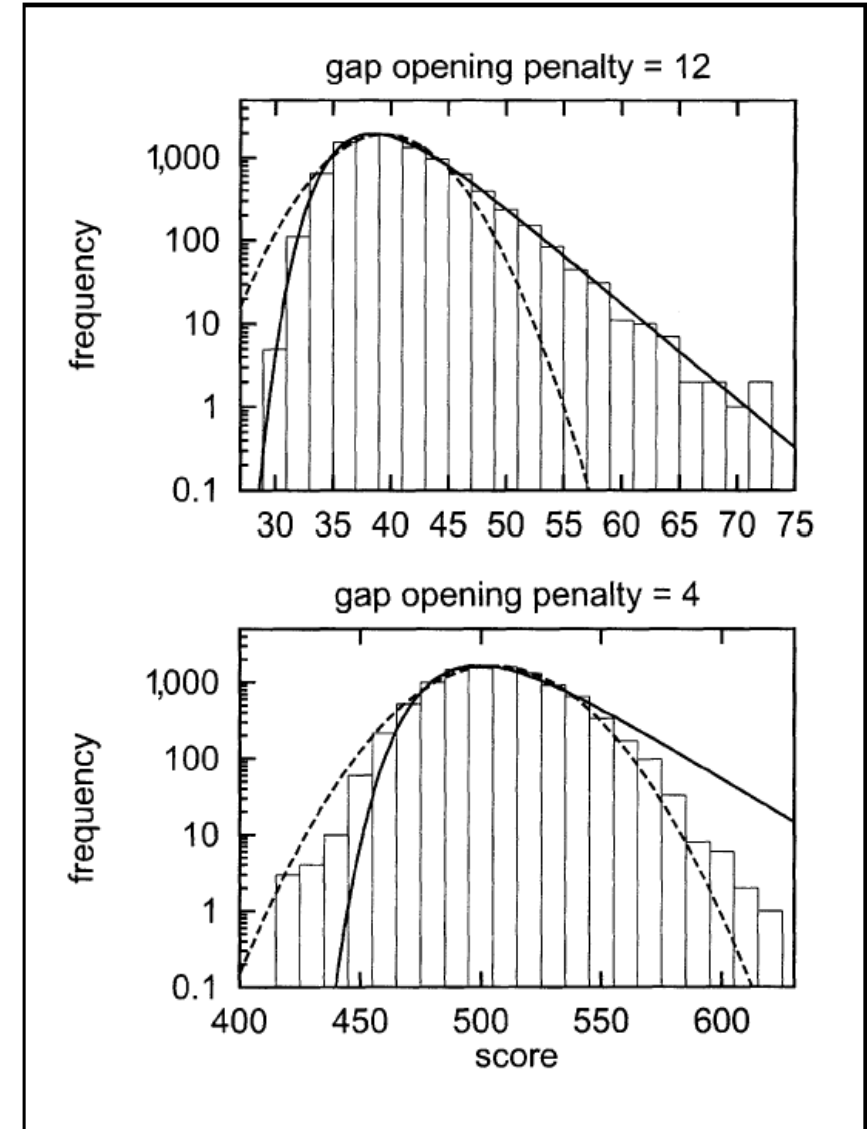 gap opening penalty = 12
frequency
1,000
100
10
1
0.1
30 35 40 45 50 55 60 65 70 75
gap opening penalty = 4
frequency
1,000
100
10
1
0.1
400 450 500 550 600
score